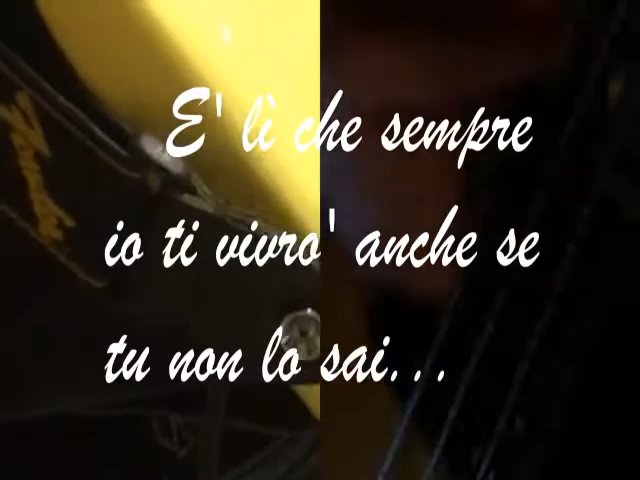 E' lì che sempre
io ti vivro' anche se
tu non lo sai...